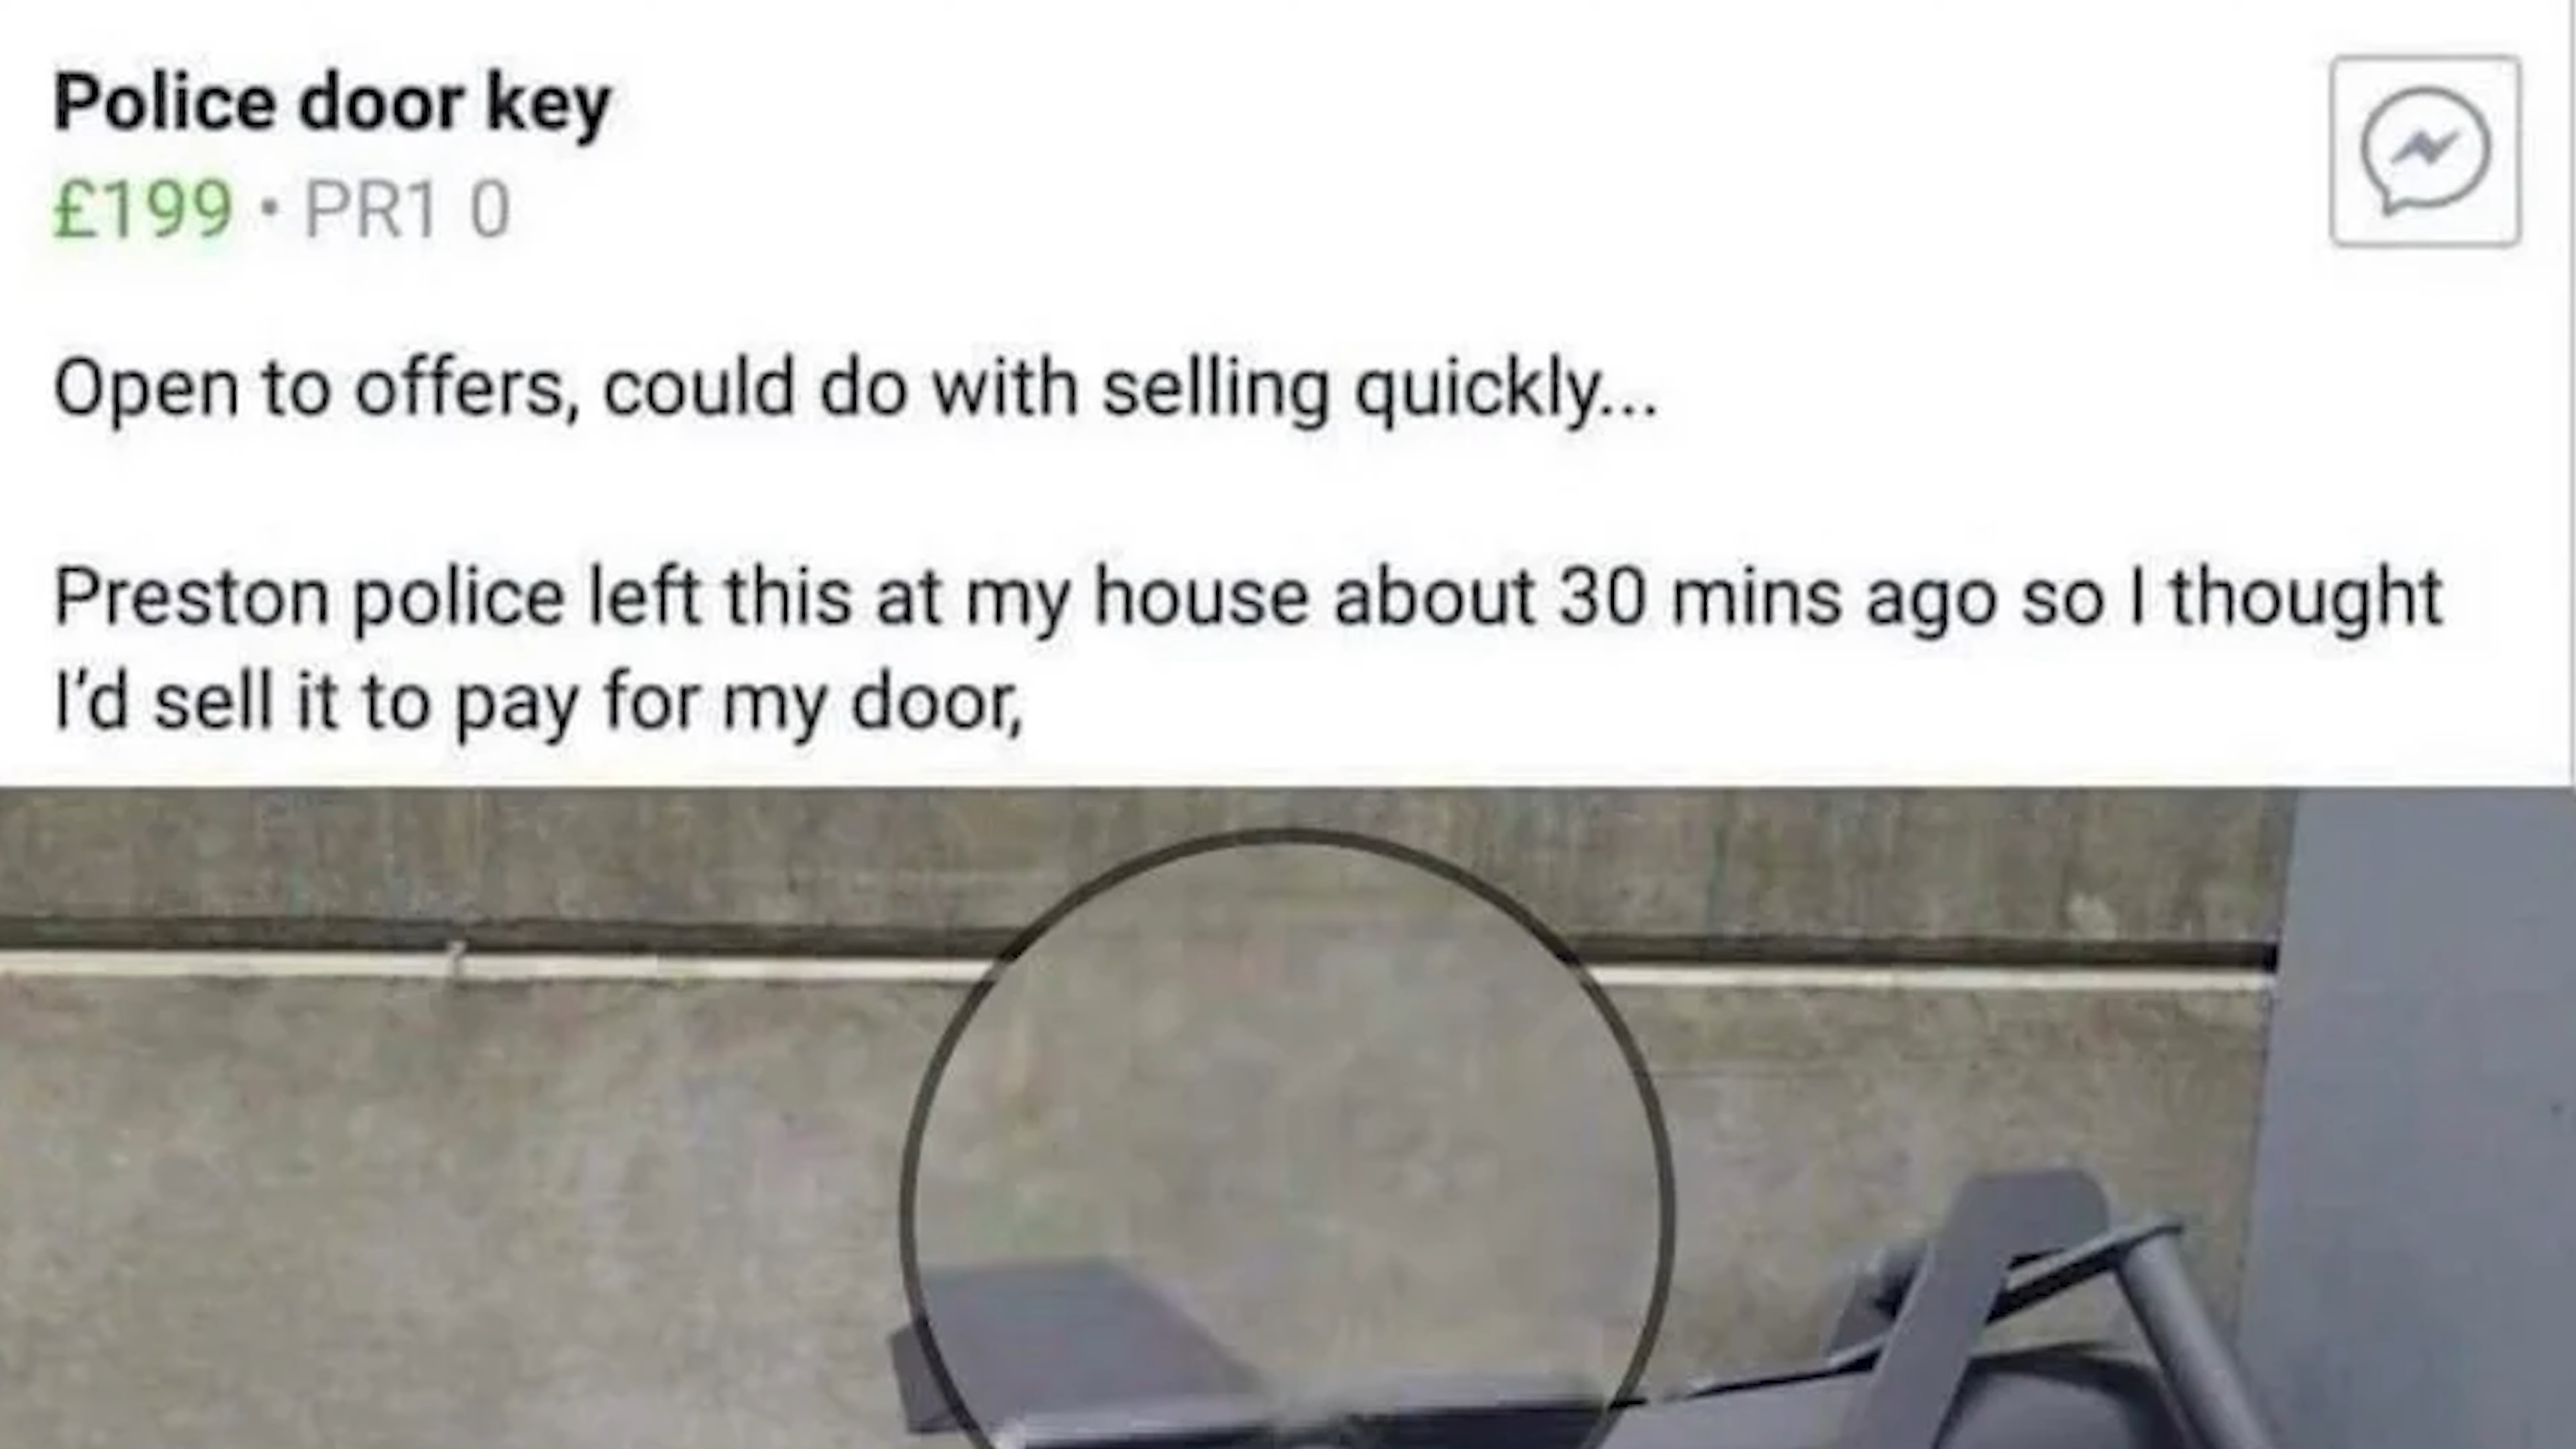 Police door key
£199 · PR1 0
Open to offers, could do with selling quickly...
Preston police left this at my house about 30 mins ago so I thought
I'd sell it to pay for my door,